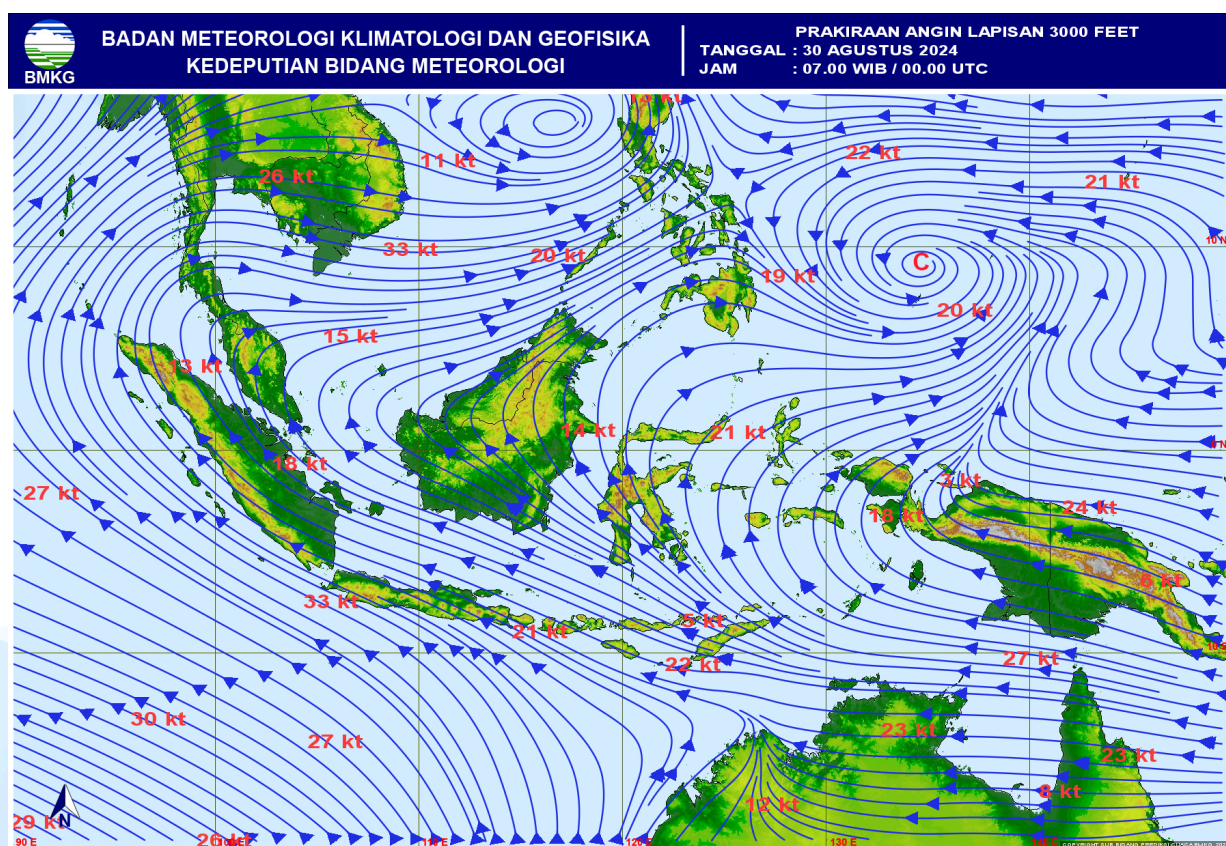 BADAN METEOROLOGI KLIMATOLOGI DAN GEOFISIKA
KEDEPUTIAN BIDANG METEOROLOGI
BMKG
PRAKIRAAN ANGIN LAPISAN 3000 FEET
TANGGAL : 30 AGUSTUS 2024
JAM : 07.00 WIB / 00.00 UTC
11 kt
22 kt
26 kt
21 kt
33 kt
20 kt
10 N
C
19 kt
20 kt
15 kt
13 kt
14 kt
21 kt
18 kt
27 kt
3 kt
24 kt
18 kt
6 kt
33 kt
21 kt
5 kt
22 kt
27 kt
10 S
30 kt
27 kt
23 kt
23 kt
8 kt
12 kt
29 kt
N
26 kt
90 E
110 E
120 E
130 E